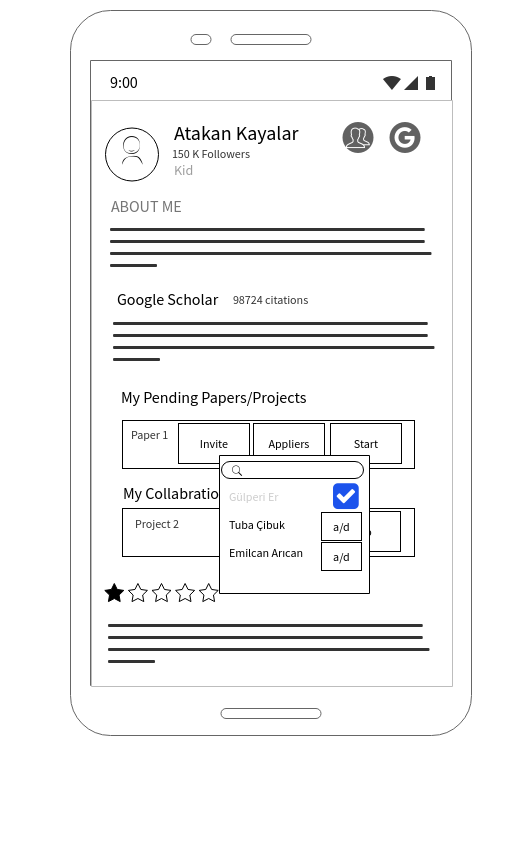 9:00
Atakan Kayalar
150 K Followers
Kid
G
ABOUT ME
Google Scholar 98724 citations
My Pending Papers/Projects
Paper 1 Invite Appliers Start
My Collabratio
Gülperi Er
Project 2
Tuba Çibuk a/d
Emilcan Arıcan a/d